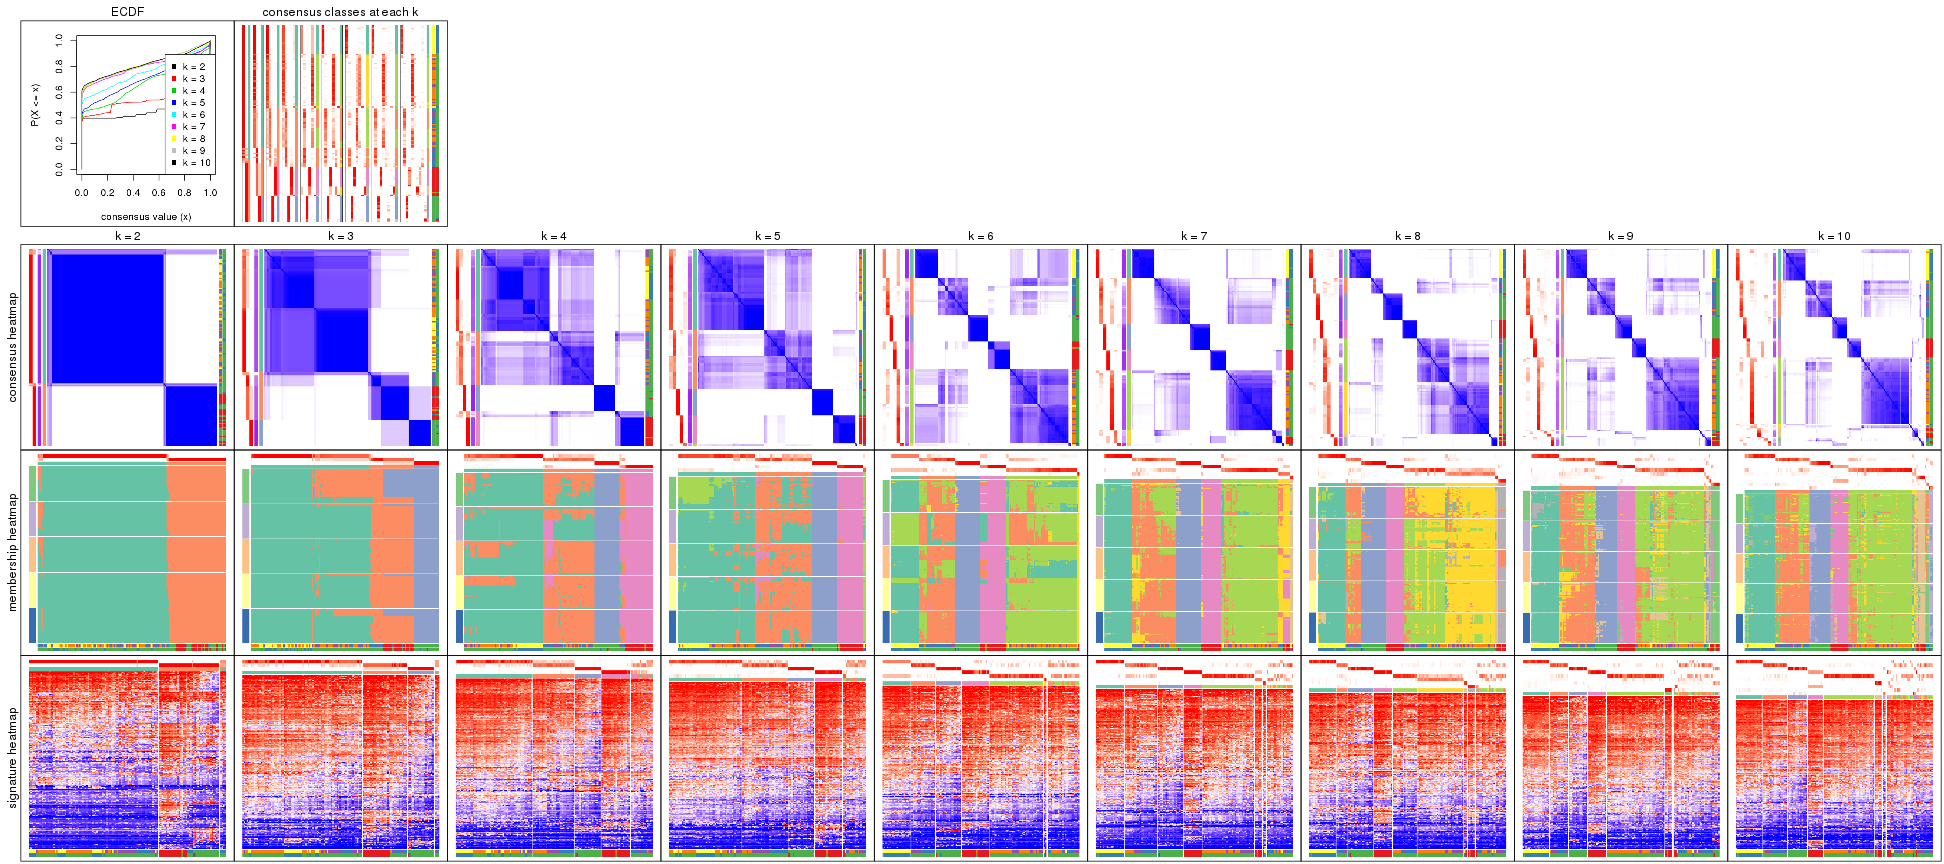 ECDF
consensus classes at each k
P(X <= x)
0.0 0.2 0.4 0.6 0.8 1.0
k = 2
k = 3
k = 4
k = 5
k = 6
k = 7
k = 8
k = 9
k = 10
0.0 0.2 0.4 0.6 0.8 1.0
consensus value (x)
k = 2 k = 3 k = 4 k = 5 k = 6 k = 7 k = 8 k = 9 k = 10
consensus heatmap
membership heatmap
signature heatmap